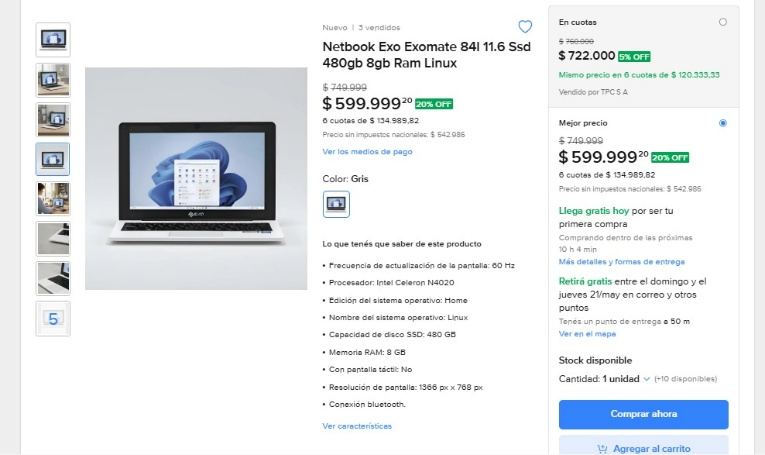 Nuevo | 3 vendidos
Netbook Exo Exomate 84l 11.6 Ssd
480gb 8gb Ram Linux
$ 749.999
$ 599.999²⁰ 20% OFF
6 cuotas de $ 134.989,82
Precio sin impuestos nacionales: $ 542.986
Ver los medios de pago
Color: Gris
Lo que tenés que saber de este producto
• Frecuencia de actualización de la pantalla: 60 Hz
• Procesador: Intel Celeron N4020
• Edición del sistema operativo: Home
• Nombre del sistema operativo: Linux
• Capacidad de disco SSD: 480 GB
• Memoria RAM: 8 GB
• Con pantalla táctil: No
• Resolución de pantalla: 1366 px x 768 px
• Conexión bluetooth.
Ver características
5
En cuotas
$ 760.000
$ 722.000 5% OFF
Mismo precio en 6 cuotas de $ 120.333,33
Vendido por TPC S A
Mejor precio
$ 749.999
$ 599.999²⁰ 20% OFF
6 cuotas de $ 134.989,82
Precio sin impuestos nacionales: $ 542.986
Llega gratis hoy por ser tu
primera compra
Comprando dentro de las próximas
10 h 4 min
Más detalles y formas de entrega
Retirá gratis entre el domingo y el
jueves 21/may en correo y otros
puntos
Tenés un punto de entrega a 50 m
Ver en el mapa
Stock disponible
Cantidad: 1 unidad (+10 disponibles)
Comprar ahora
Agregar al carrito